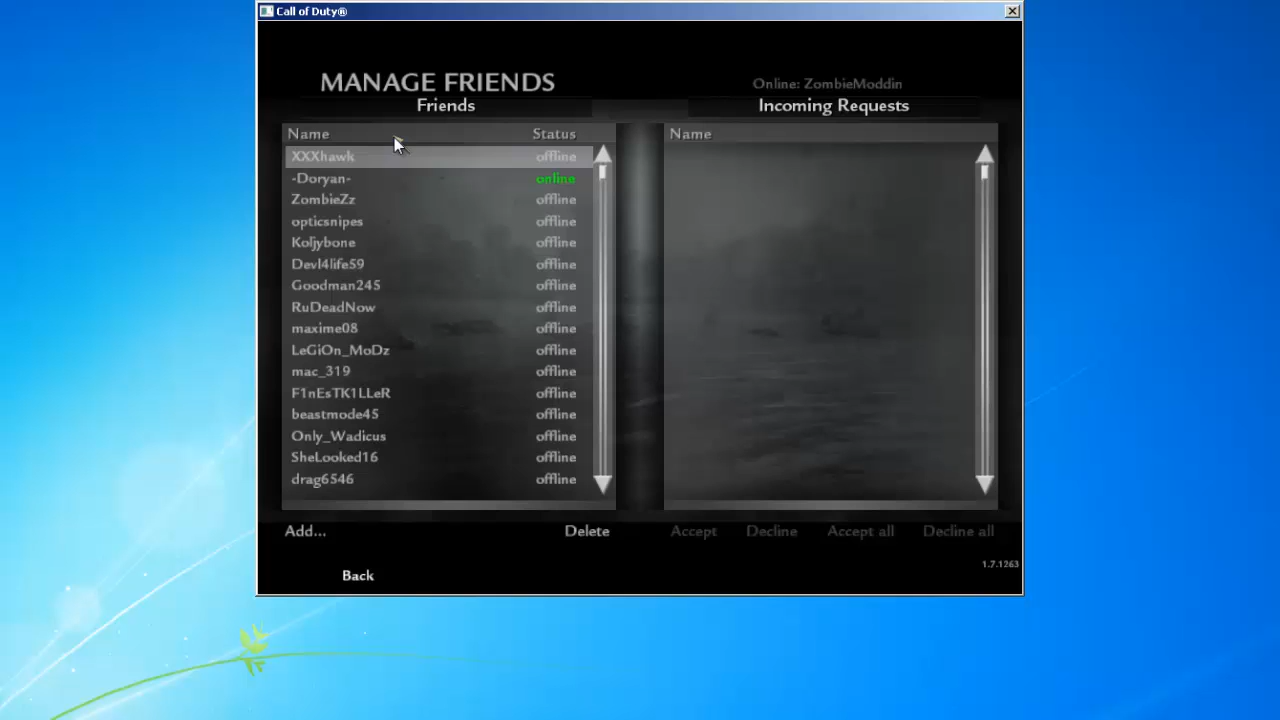 Call of Duty®
MANAGE FRIENDS
Online: ZombieModdin
Friends
Incoming Requests
Name Status
Name
XXXhawk offline
-Doryan- online
ZombieZz offline
opticsnipes offline
Koljybone offline
Devl4life59 offline
Goodman245 offline
RuDeadNow offline
maxime08 offline
LeGiOn_MoDz offline
mac_319 offline
F1nEsTK1LLeR offline
beastmode45 offline
Only_Wadicus offline
SheLooked16 offline
drag6546 offline
Add... Delete
Accept Decline Accept all Decline all
1.7.1263
Back